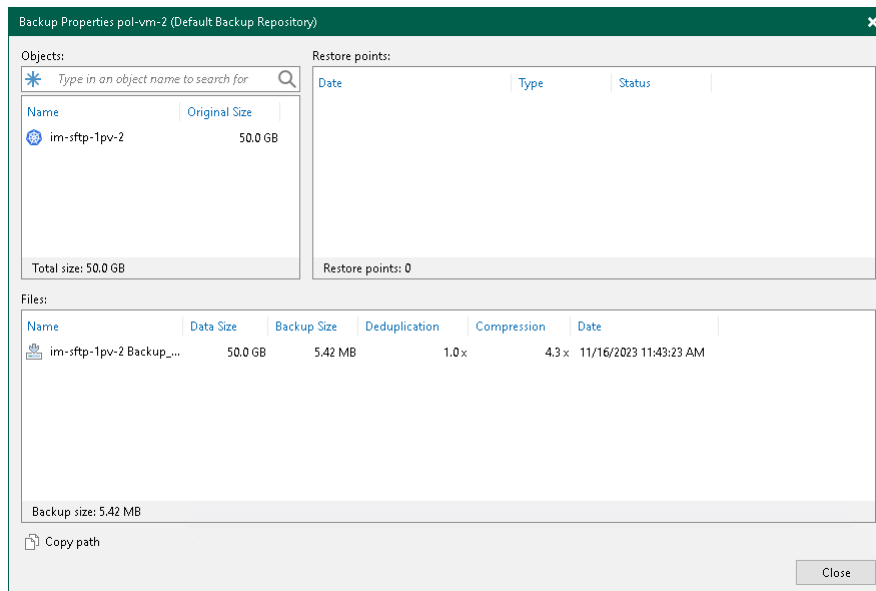 Backup Properties pol-vm-2 (Default Backup Repository)
Objects:
Type in an object name to search for
Name Original Size
im-sftp-1pv-2 50.0 GB
Total size: 50.0 GB
Restore points:
Date Type Status
Restore points: 0
Files:
Name Data Size Backup Size Deduplication Compression Date
im-sftp-1pv-2 Backup_... 50.0 GB 5.42 MB 1.0 x 4.3 x 11/16/2023 11:43:23 AM
Backup size: 5.42 MB
Copy path
Close